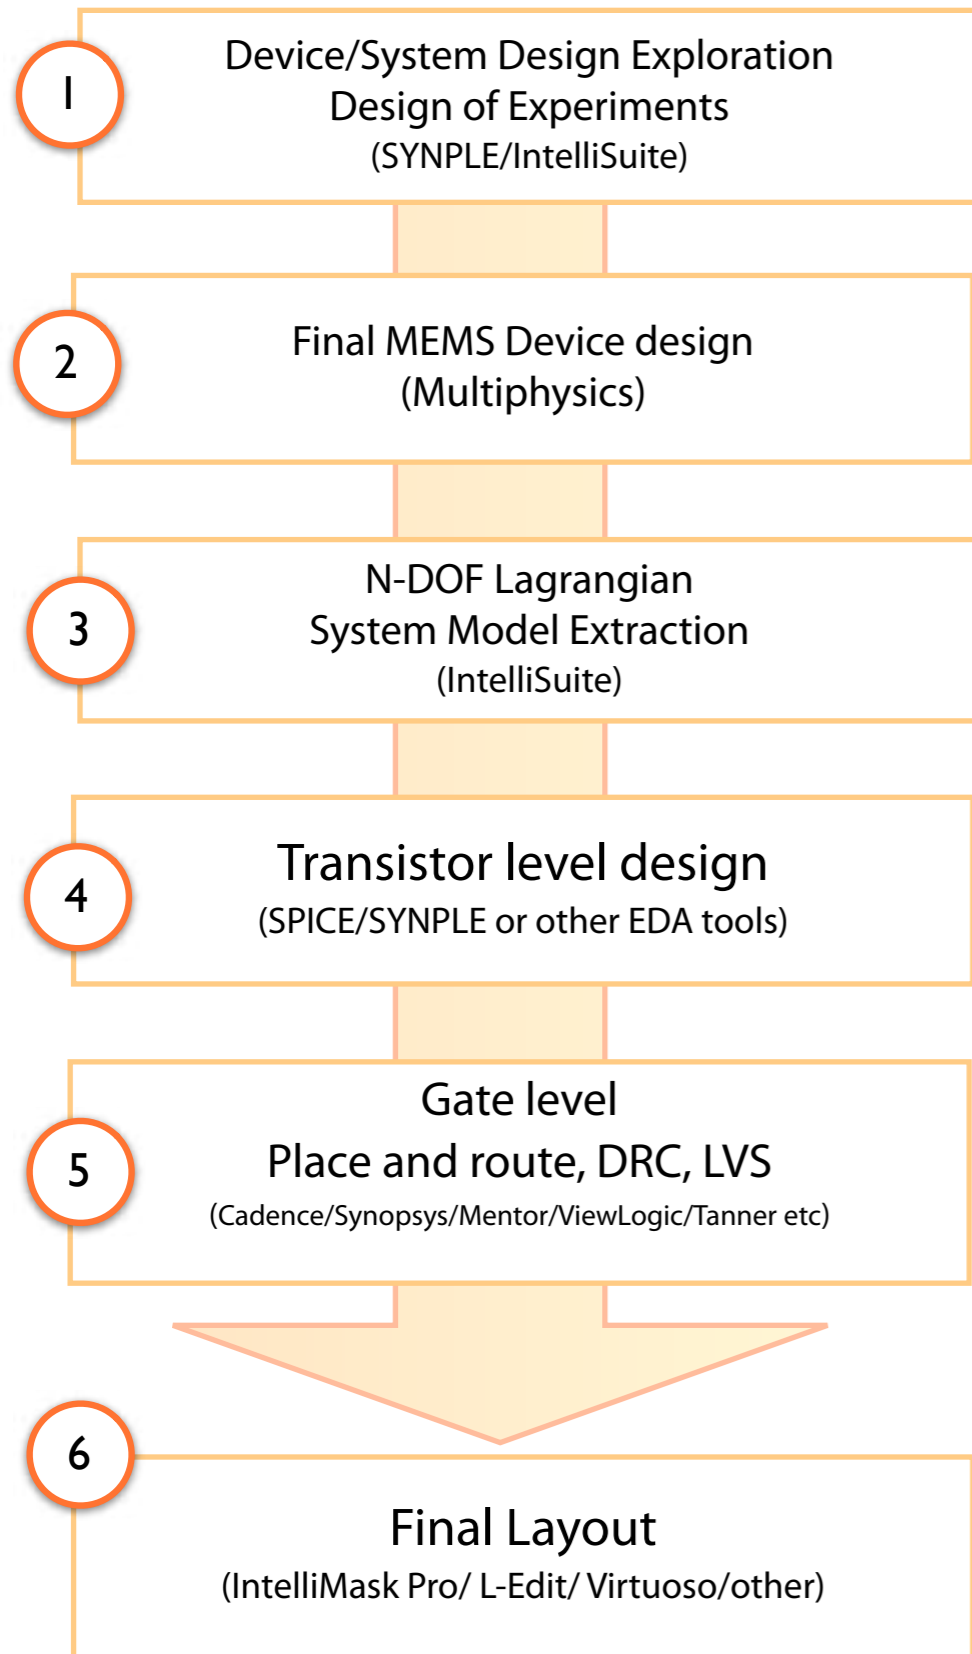 1
Device/System Design Exploration
Design of Experiments
(SYNPLE/IntelliSuite)
2
Final MEMS Device design
(Multiphysics)
3
N-DOF Lagrangian
System Model Extraction
(IntelliSuite)
4
Transistor level design
(SPICE/SYNPLE or other EDA tools)
5
Gate level
Place and route, DRC, LVS
(Cadence/Synopsys/Mentor/ViewLogic/Tanner etc)
6
Final Layout
(IntelliMask Pro/ L-Edit/ Virtuoso/other)